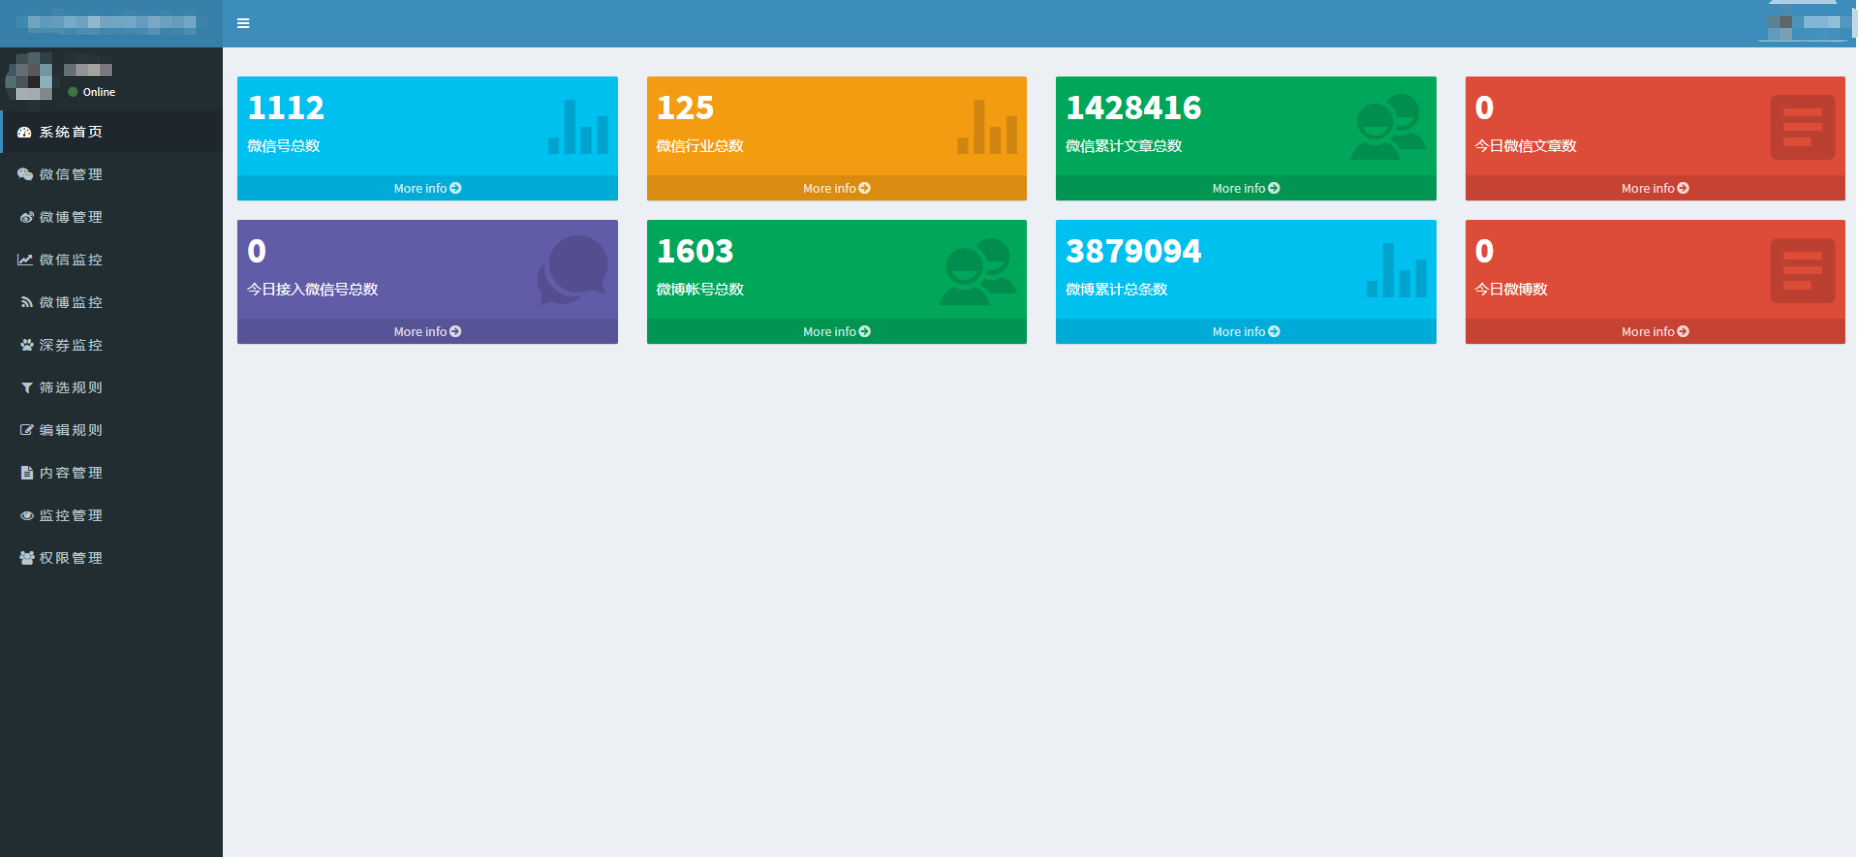 Online
系统首页
微信管理
微博管理
微信监控
微博监控
深券监控
筛选规则
编辑规则
内容管理
监控管理
权限管理
1112
微信号总数
More info
125
微信行业总数
More info
1428416
微信累计文章总数
More info
0
今日微信文章数
More info
0
今日接入微信号总数
More info
1603
微博帐号总数
More info
3879094
微博累计总条数
More info
0
今日微博数
More info